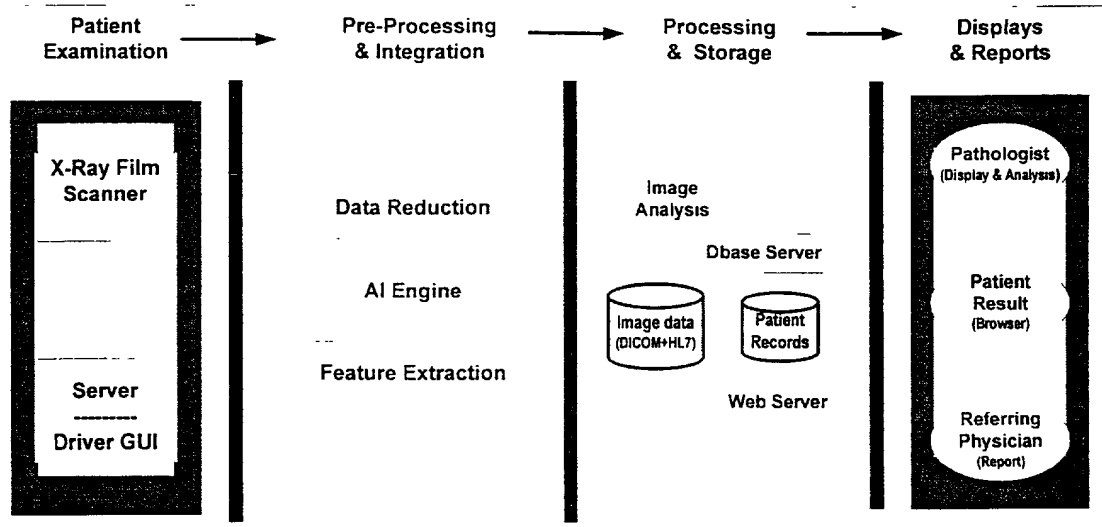 Patient
Examination
Pre-Processing
& Integration
Processing
& Storage
Displays
& Reports
X-Ray Film
Scanner
Server
Driver GUI
Data Reduction
AI Engine
Feature Extraction
Image
Analysis
Dbase Server
Image data
(DICOM+HL7)
Patient
Records
Web Server
Pathologist
(Display & Analysis)
Patient
Result
(Browser)
Referring
Physician
(Report)